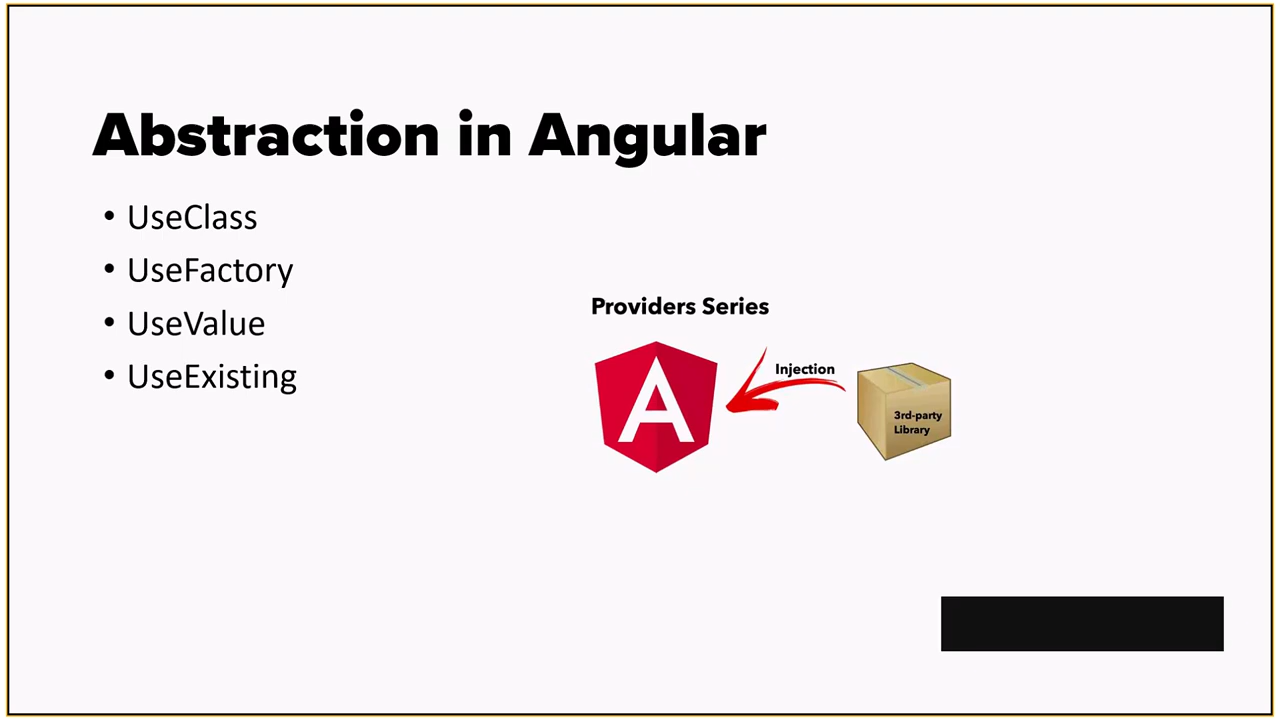 Abstraction in Angular
• UseClass
• UseFactory
• UseValue
• UseExisting
Providers Series
A
Injection
3rd-party
Library